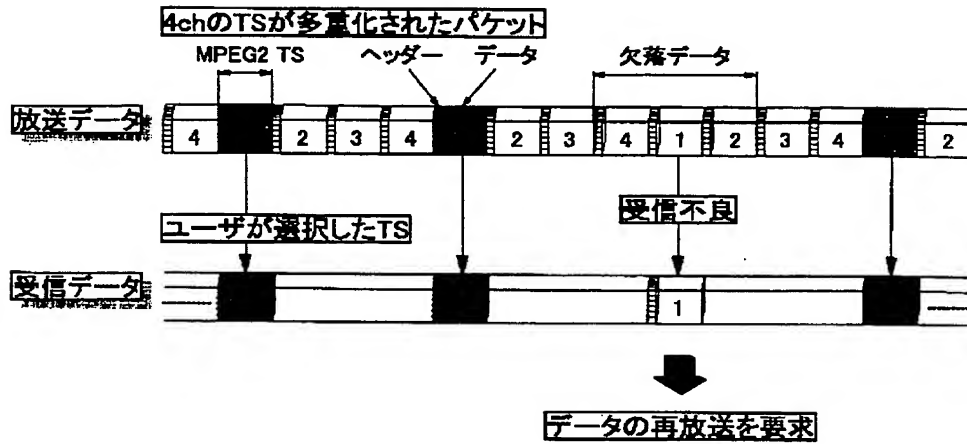 4chのTSが多重化されたパケット
MPEG2 TS ヘッダー データ 欠落データ
放送データ 4 2 3 4 2 3 4 1 2 3 4 2
ユーザが選択したTS 受信不良
受信データ 1
データの再放送を要求